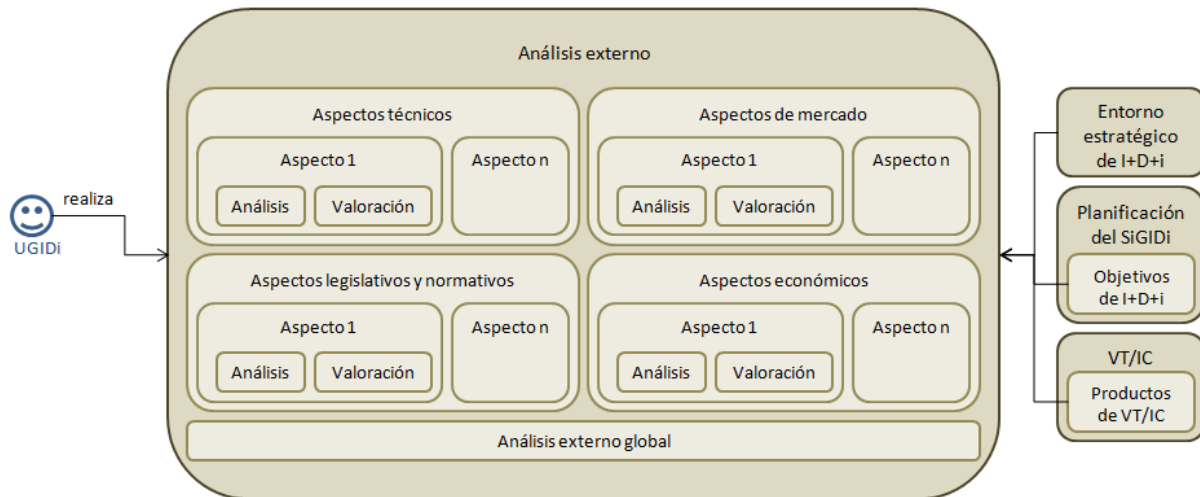 Análisis externo
Aspectos técnicos
Aspecto 1
Análisis
Valoración
Aspecto n
Aspectos de mercado
Aspecto 1
Análisis
Valoración
Aspecto n
realiza
UGIDi
Aspectos legislativos y normativos
Aspecto 1
Análisis
Valoración
Aspecto n
Aspectos económicos
Aspecto 1
Análisis
Valoración
Aspecto n
Análisis externo global
Entorno
estratégico
de I+D+i
Planificación
del SiGIDi
Objetivos
de I+D+i
VT/IC
Productos
de VT/IC